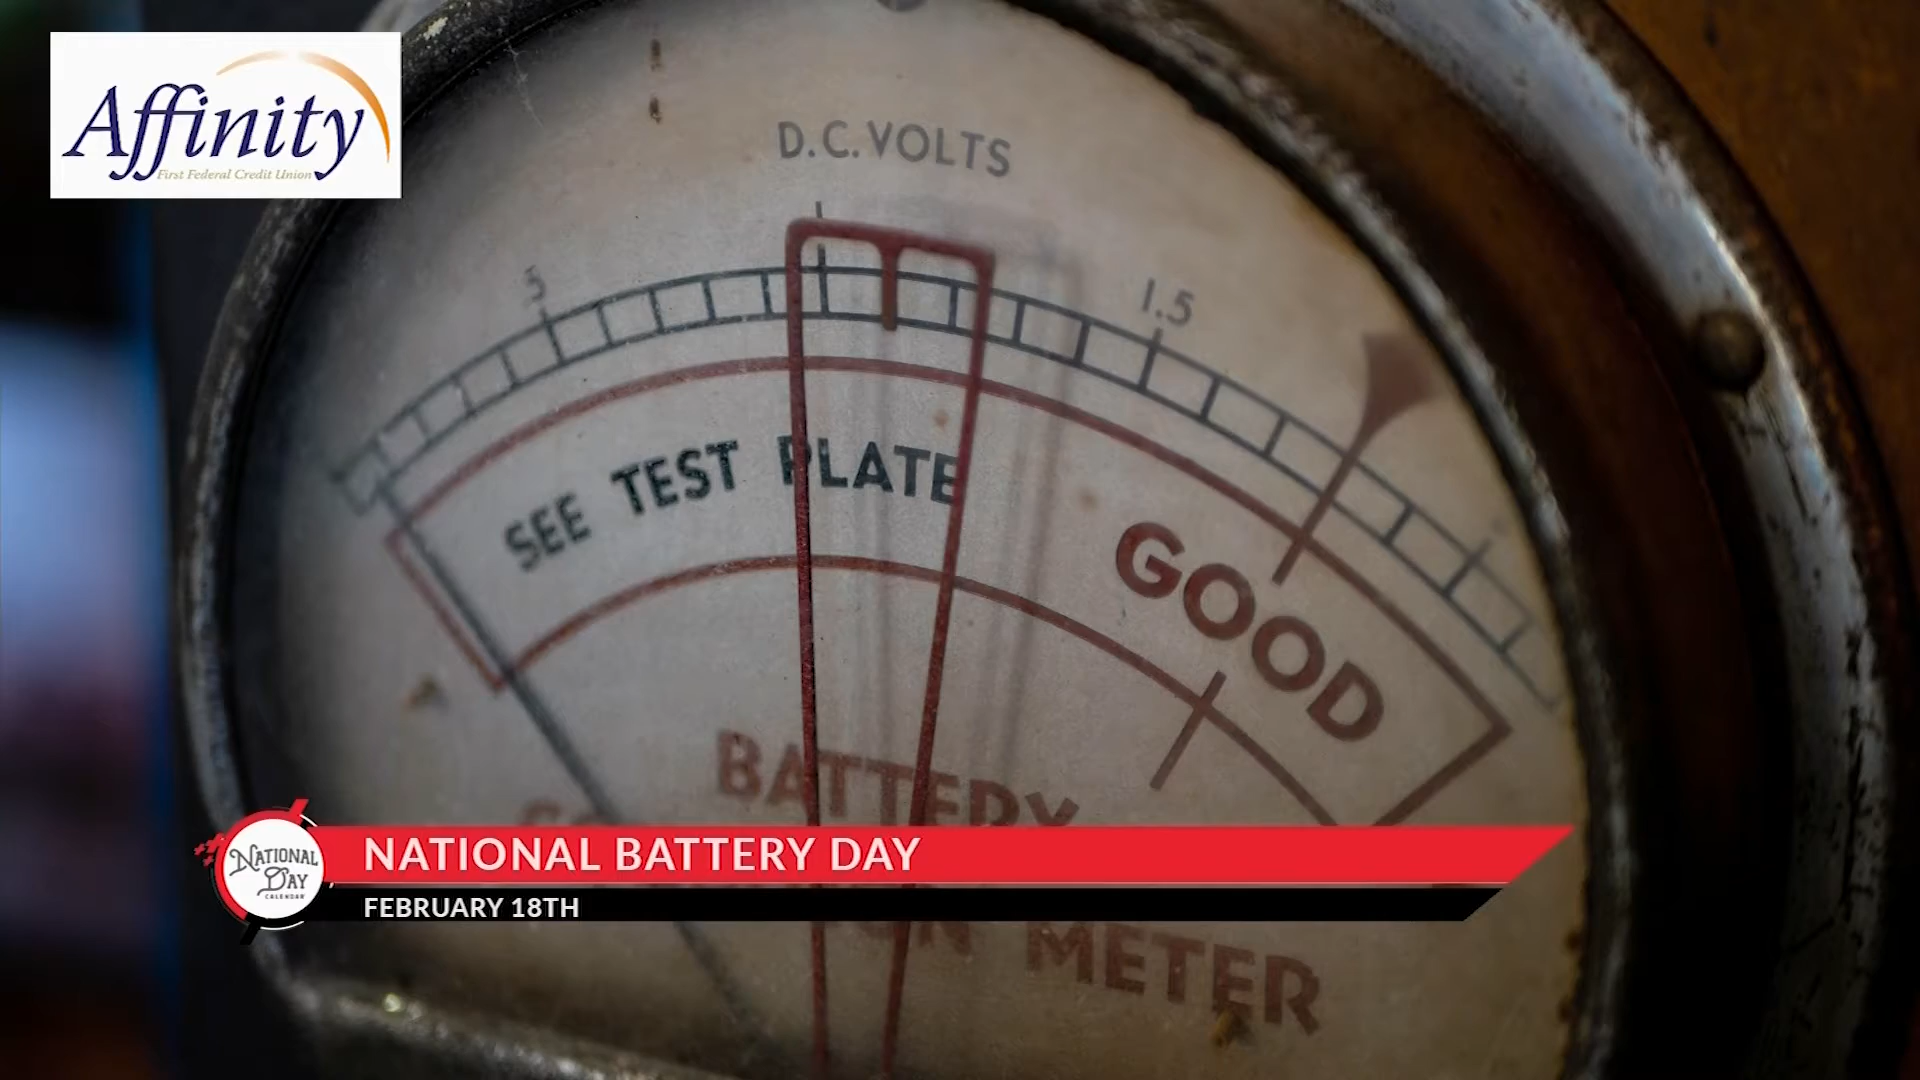 Affinity
First Federal Credit Union
D.C. VOLTS
1
.5
1.5
SEE TEST PLATE
GOOD
BATTERY
METER
NATIONAL BATTERY DAY
NATIONAL
DAY
CALENDAR
FEBRUARY 18TH